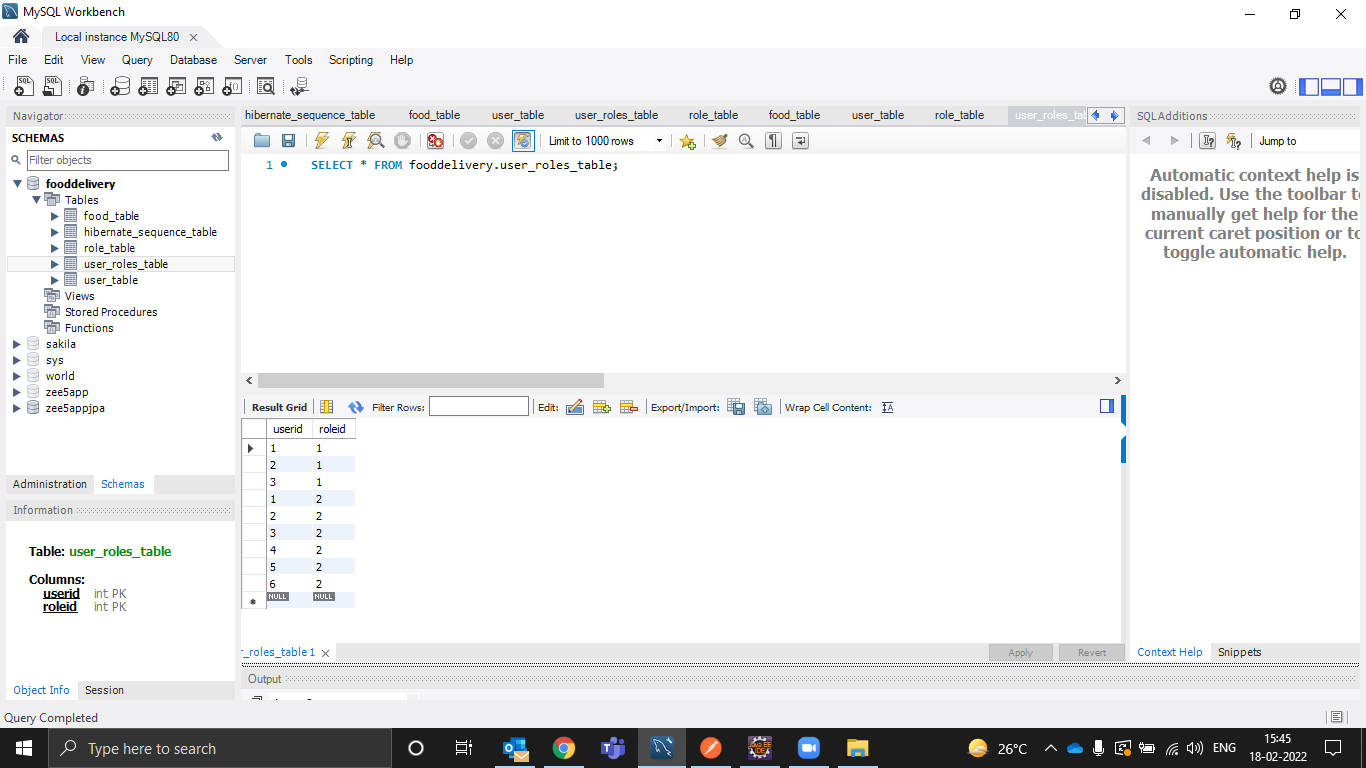 MySQL Workbench
Local instance MySQL80
File Edit View Query Database Server Tools Scripting Help
Navigator
SCHEMAS
Filter objects
fooddelivery
Tables
food_table
hibernate_sequence_table
role_table
user_roles_table
user_table
Views
Stored Procedures
Functions
sakila
sys
world
zee5app
zee5appjpa
Administration Schemas
Information
Table: user_roles_table
Columns:
userid int PK
roleid int PK
Object Info Session
hibernate_sequence_table food_table user_table user_roles_table role_table food_table user_table role_table user_roles_tab
Limit to 1000 rows
1 SELECT * FROM fooddelivery.user_roles_table;
Result Grid Filter Rows: Edit: Export/Import: Wrap Cell Content:
userid roleid
1 1
2 1
3 1
1 2
2 2
3 2
4 2
5 2
6 2
NULL NULL
r_roles_table 1
Apply Revert
Output
SQLAdditions
Jump to
Automatic context help is
disabled. Use the toolbar to
manually get help for the
current caret position or to
toggle automatic help.
Context Help Snippets
Query Completed
Type here to search
26°C
ENG
15:45
18-02-2022